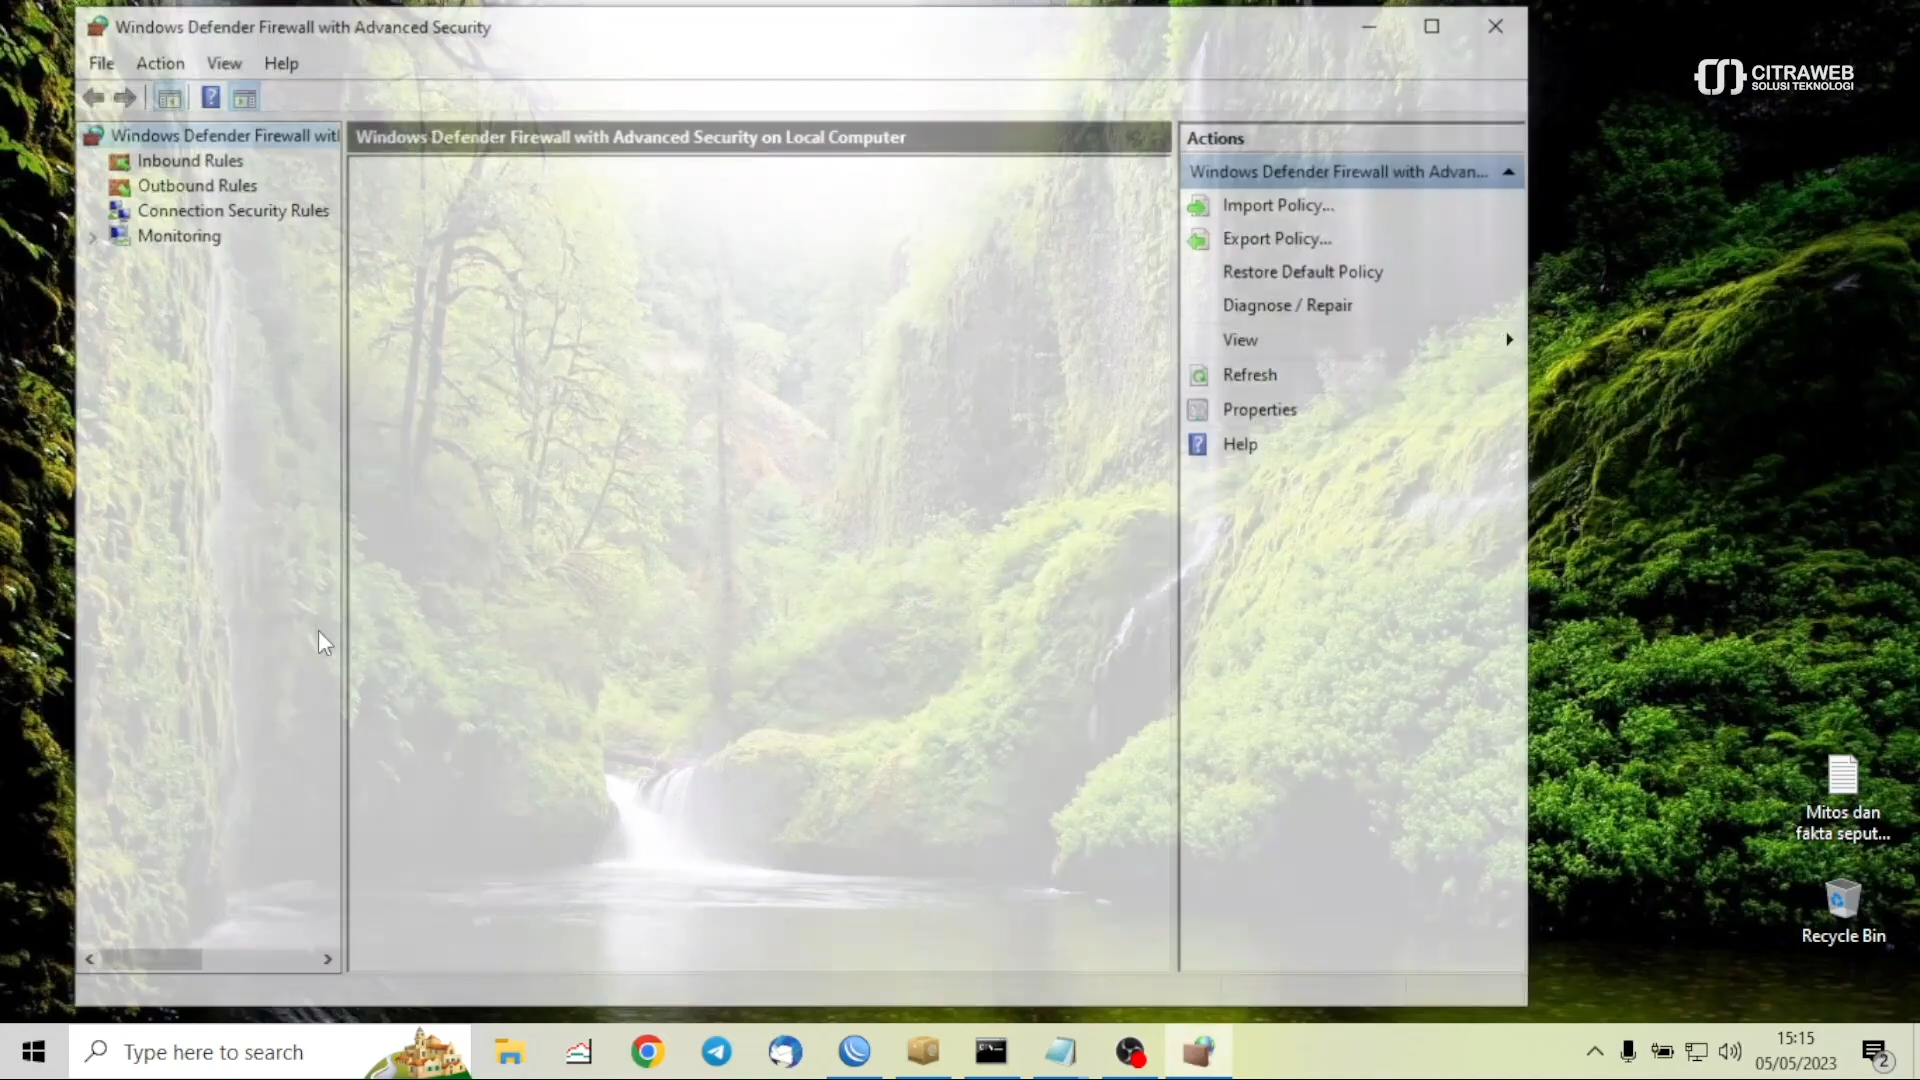 Windows Defender Firewall with Advanced Security
File Action View Help
Windows Defender Firewall witl
Inbound Rules
Outbound Rules
Connection Security Rules
Monitoring
Windows Defender Firewall with Advanced Security on Local Computer
Actions
Windows Defender Firewall with Advan...
Import Policy...
Export Policy...
Restore Default Policy
Diagnose / Repair
View
Refresh
Properties
Help
CITRAWEB
SOLUSI TEKNOLOGI
Mitos dan
fakta seput...
Recycle Bin
Type here to search
15:15
05/05/2023
2